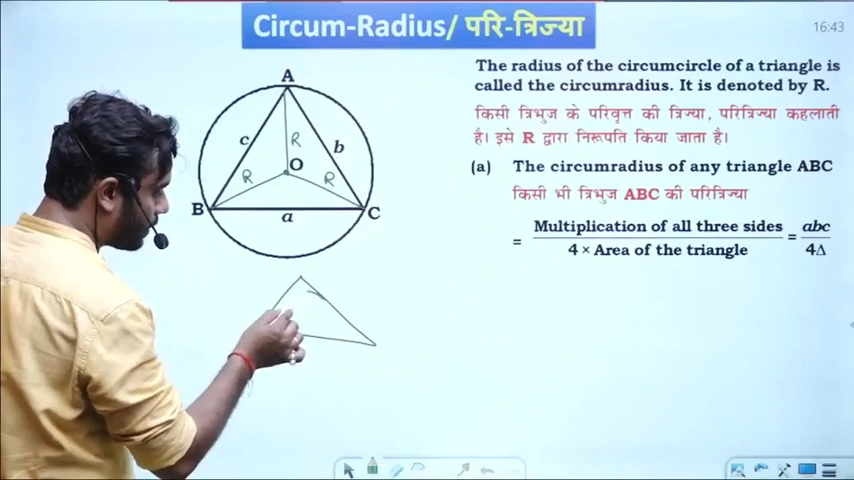 Circum-Radius/ परि-त्रिज्या
16:43
The radius of the circumcircle of a triangle is
called the circumradius. It is denoted by R.
किसी त्रिभुज के परिवृत्त की त्रिज्या, परित्रिज्या कहलाती
है। इसे R द्वारा निरूपति किया जाता है।
(a) The circumradius of any triangle ABC
किसी भी त्रिभुज ABC की परित्रिज्या
= Multiplication of all three sides / 4 × Area of the triangle = abc / 4Δ
A
c
R
b
O
R
R
B
C
a